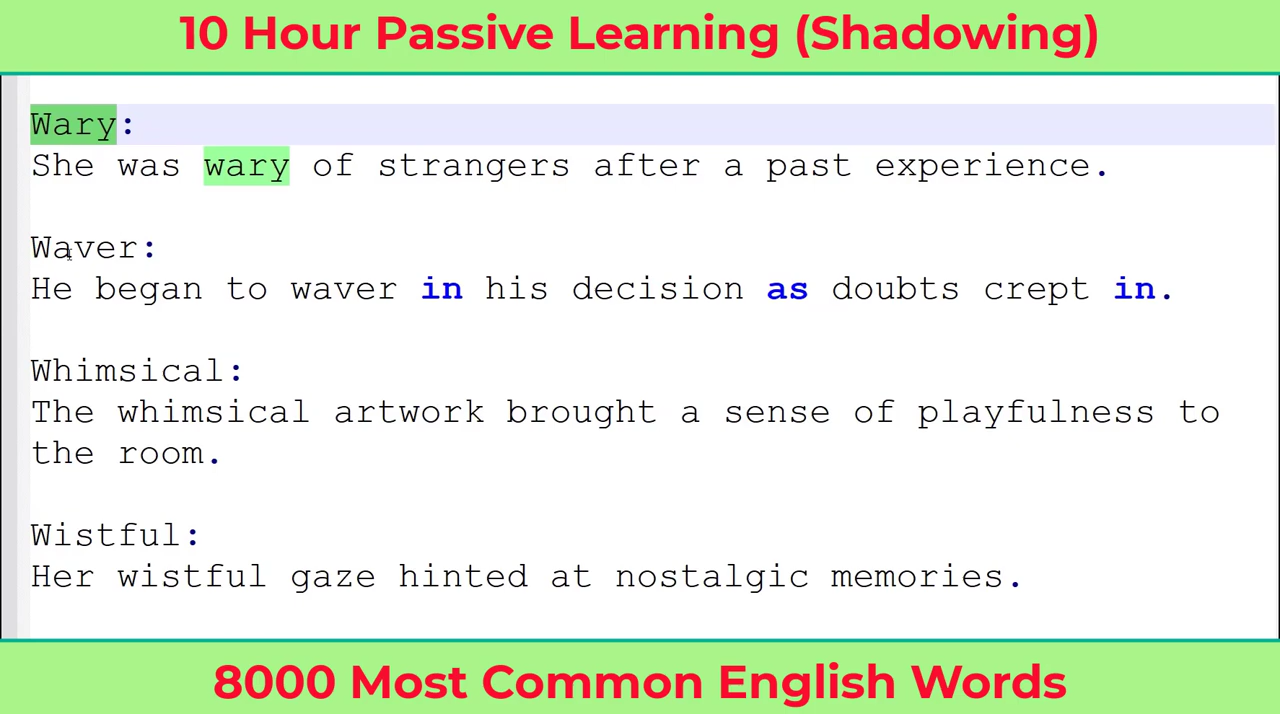 10 Hour Passive Learning (Shadowing)
Wary:
She was wary of strangers after a past experience.
Waver:
He began to waver in his decision as doubts crept in.
Whimsical:
The whimsical artwork brought a sense of playfulness to
the room.
Wistful:
Her wistful gaze hinted at nostalgic memories.
8000 Most Common English Words